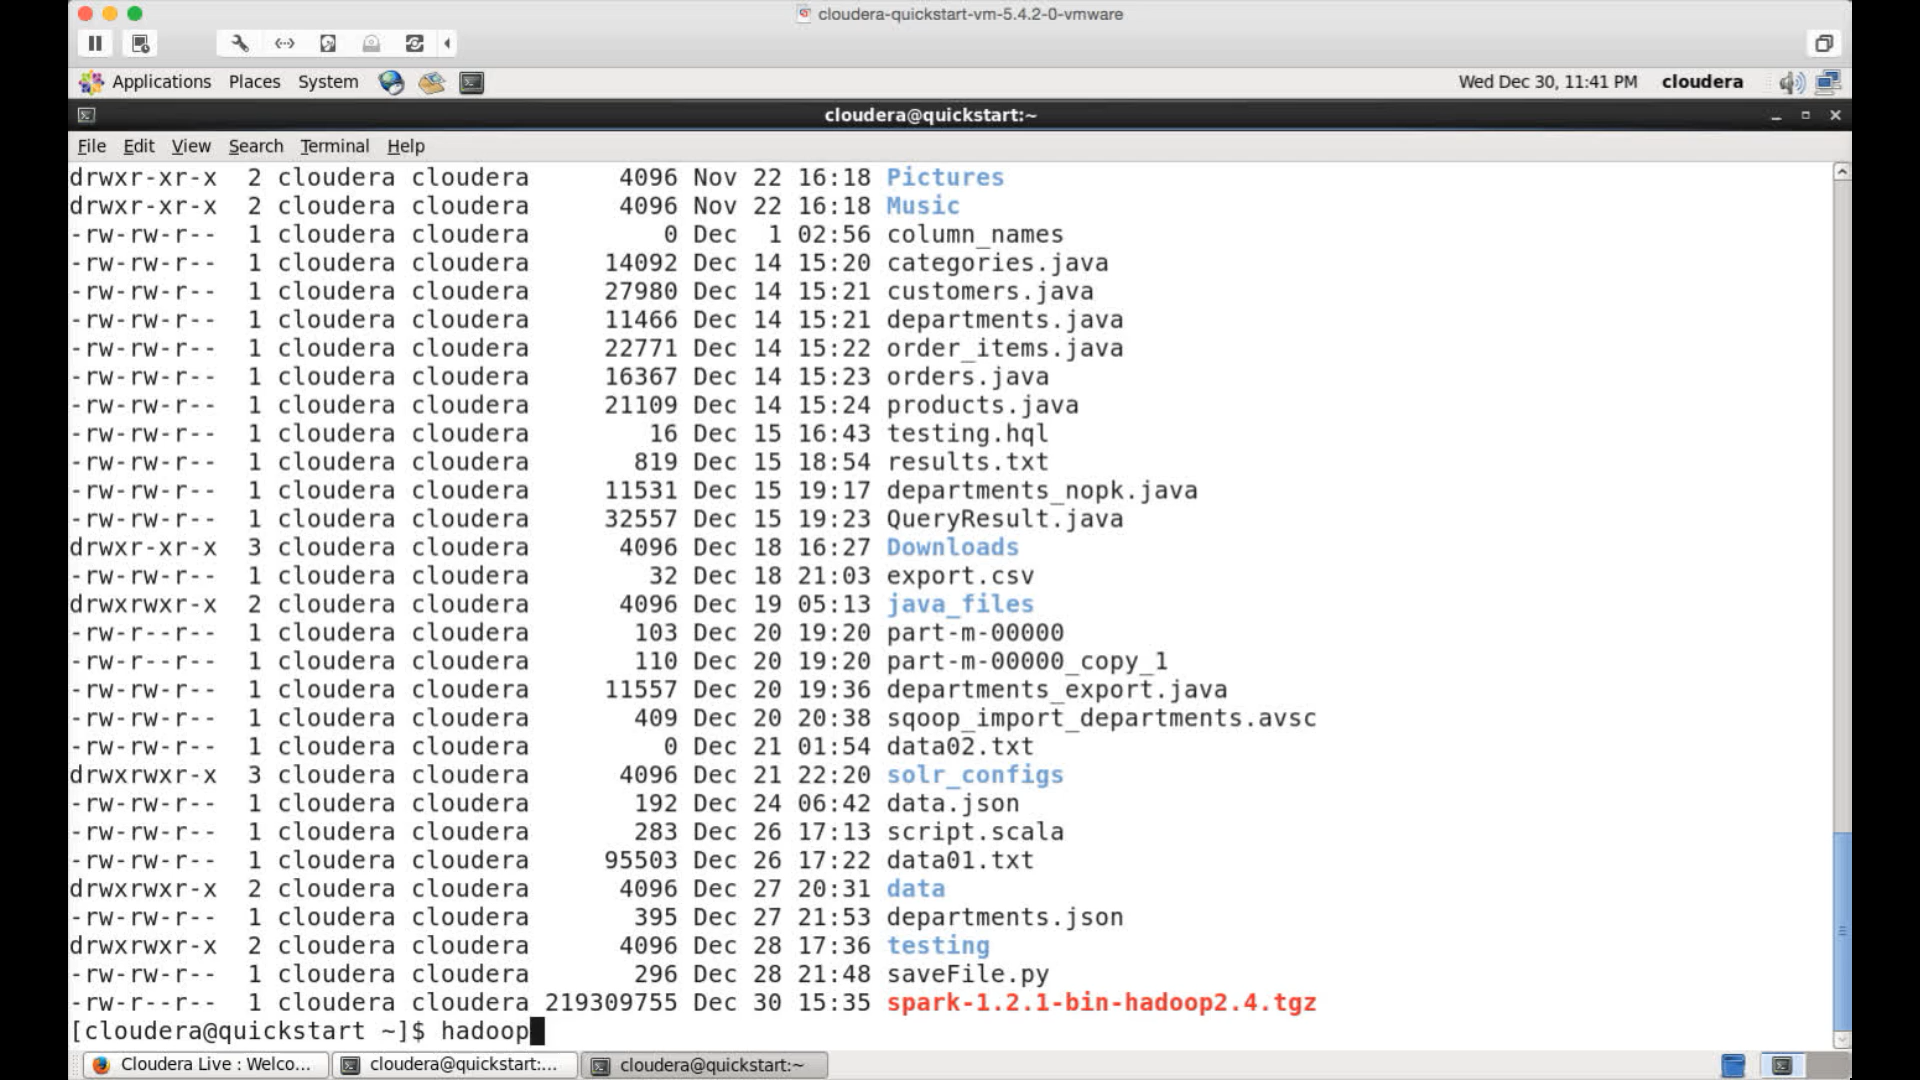 cloudera-quickstart-vm-5.4.2-0-vmware
Applications Places System Wed Dec 30, 11:41 PM cloudera
cloudera@quickstart:~
File Edit View Search Terminal Help
drwxr-xr-x 2 cloudera cloudera 4096 Nov 22 16:18 Pictures
drwxr-xr-x 2 cloudera cloudera 4096 Nov 22 16:18 Music
-rw-rw-r-- 1 cloudera cloudera 0 Dec 1 02:56 column_names
-rw-rw-r-- 1 cloudera cloudera 14092 Dec 14 15:20 categories.java
-rw-rw-r-- 1 cloudera cloudera 27980 Dec 14 15:21 customers.java
-rw-rw-r-- 1 cloudera cloudera 11466 Dec 14 15:21 departments.java
-rw-rw-r-- 1 cloudera cloudera 22771 Dec 14 15:22 order_items.java
-rw-rw-r-- 1 cloudera cloudera 16367 Dec 14 15:23 orders.java
-rw-rw-r-- 1 cloudera cloudera 21109 Dec 14 15:24 products.java
-rw-rw-r-- 1 cloudera cloudera 16 Dec 15 16:43 testing.hql
-rw-rw-r-- 1 cloudera cloudera 819 Dec 15 18:54 results.txt
-rw-rw-r-- 1 cloudera cloudera 11531 Dec 15 19:17 departments_nopk.java
-rw-rw-r-- 1 cloudera cloudera 32557 Dec 15 19:23 QueryResult.java
drwxr-xr-x 3 cloudera cloudera 4096 Dec 18 16:27 Downloads
-rw-rw-r-- 1 cloudera cloudera 32 Dec 18 21:03 export.csv
drwxrwxr-x 2 cloudera cloudera 4096 Dec 19 05:13 java_files
-rw-r--r-- 1 cloudera cloudera 103 Dec 20 19:20 part-m-00000
-rw-r--r-- 1 cloudera cloudera 110 Dec 20 19:20 part-m-00000_copy_1
-rw-rw-r-- 1 cloudera cloudera 11557 Dec 20 19:36 departments_export.java
-rw-rw-r-- 1 cloudera cloudera 409 Dec 20 20:38 sqoop_import_departments.avsc
-rw-rw-r-- 1 cloudera cloudera 0 Dec 21 01:54 data02.txt
drwxrwxr-x 3 cloudera cloudera 4096 Dec 21 22:20 solr_configs
-rw-rw-r-- 1 cloudera cloudera 192 Dec 24 06:42 data.json
-rw-rw-r-- 1 cloudera cloudera 283 Dec 26 17:13 script.scala
-rw-rw-r-- 1 cloudera cloudera 95503 Dec 26 17:22 data01.txt
drwxrwxr-x 2 cloudera cloudera 4096 Dec 27 20:31 data
-rw-rw-r-- 1 cloudera cloudera 395 Dec 27 21:53 departments.json
drwxrwxr-x 2 cloudera cloudera 4096 Dec 28 17:36 testing
-rw-rw-r-- 1 cloudera cloudera 296 Dec 28 21:48 saveFile.py
-rw-r--r-- 1 cloudera cloudera 219309755 Dec 30 15:35 spark-1.2.1-bin-hadoop2.4.tgz
[cloudera@quickstart ~]$ hadoop
Cloudera Live : Welco... cloudera@quickstart:... cloudera@quickstart:~